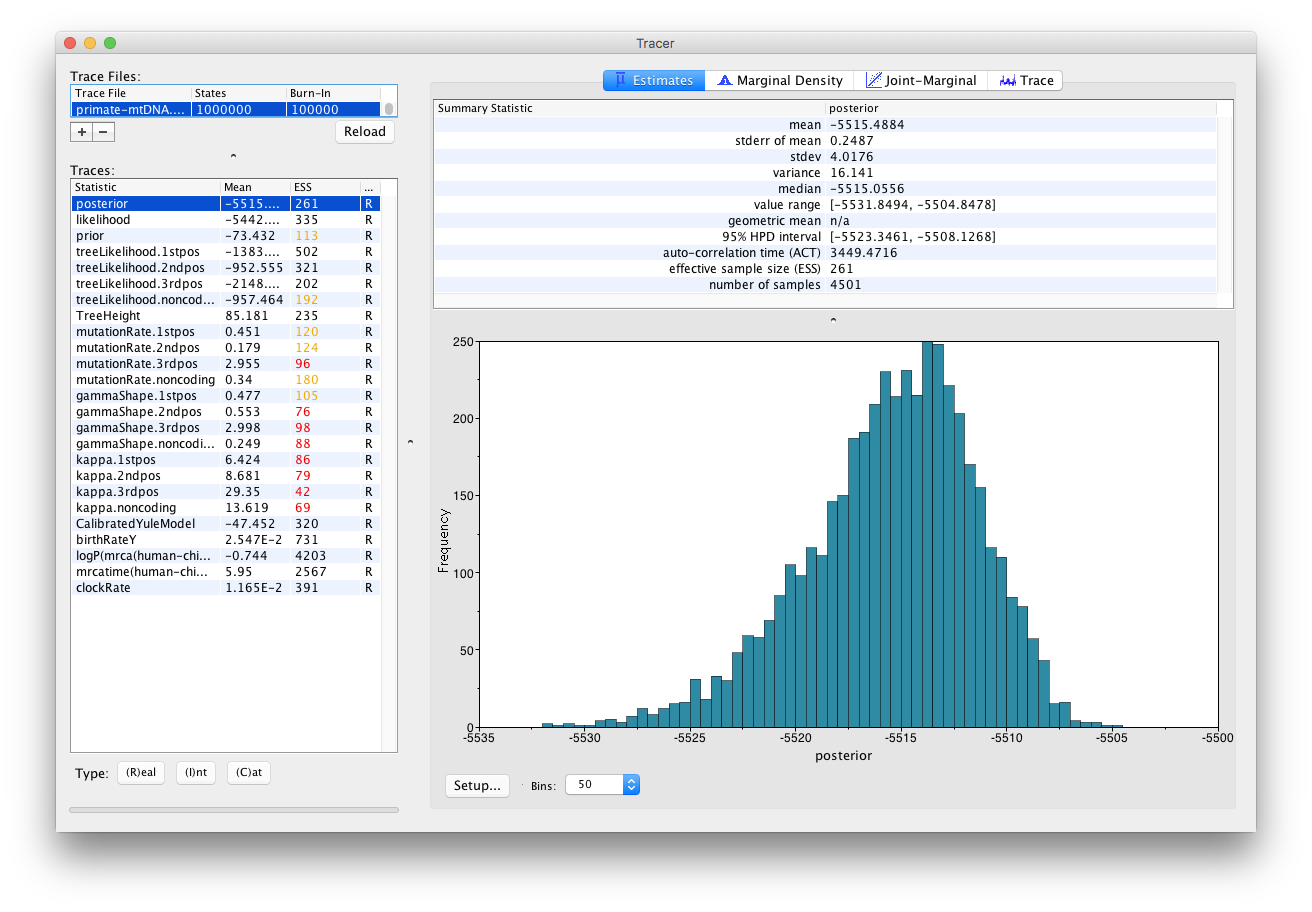 Tracer
Trace Files:
Trace File States Burn-In
primate-mtDNA.... 1000000 100000
+ − Reload
Traces:
Statistic Mean ESS ...
posterior -5515.... 261 R
likelihood -5442.... 335 R
prior -73.432 113 R
treeLikelihood.1stpos -1383.... 502 R
treeLikelihood.2ndpos -952.555 321 R
treeLikelihood.3rdpos -2148.... 202 R
treeLikelihood.noncod... -957.464 192 R
TreeHeight 85.181 235 R
mutationRate.1stpos 0.451 120 R
mutationRate.2ndpos 0.179 124 R
mutationRate.3rdpos 2.955 96 R
mutationRate.noncoding 0.34 180 R
gammaShape.1stpos 0.477 105 R
gammaShape.2ndpos 0.553 76 R
gammaShape.3rdpos 2.998 98 R
gammaShape.noncodi... 0.249 88 R
kappa.1stpos 6.424 86 R
kappa.2ndpos 8.681 79 R
kappa.3rdpos 29.35 42 R
kappa.noncoding 13.619 69 R
CalibratedYuleModel -47.452 320 R
birthRateY 2.547E-2 731 R
logP(mrca(human-chi... -0.744 4203 R
mrcatime(human-chi... 5.95 2567 R
clockRate 1.165E-2 391 R
Type: (R)eal (I)nt (C)at
Estimates Marginal Density Joint-Marginal Trace
Summary Statistic posterior
mean -5515.4884
stderr of mean 0.2487
stdev 4.0176
variance 16.141
median -5515.0556
value range [-5531.8494, -5504.8478]
geometric mean n/a
95% HPD interval [-5523.3461, -5508.1268]
auto-correlation time (ACT) 3449.4716
effective sample size (ESS) 261
number of samples 4501
Frequency
250
200
150
100
50
0
-5535 -5530 -5525 -5520 -5515 -5510 -5505 -5500
posterior
Setup... Bins: 50